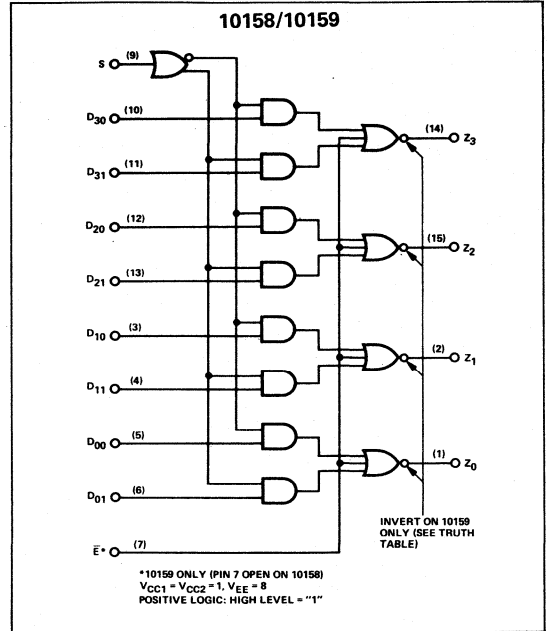 10158/10159
S (9)
D30 (10)
D31 (11)
D20 (12)
D21 (13)
D10 (3)
D11 (4)
D00 (5)
D01 (6)
E̅* (7)
(14) Z3
(15) Z2
(2) Z1
(1) Z0
INVERT ON 10159
ONLY (SEE TRUTH
TABLE)
*10159 ONLY (PIN 7 OPEN ON 10158)
VCC1 = VCC2 = 1, VEE = 8
POSITIVE LOGIC: HIGH LEVEL = "1"